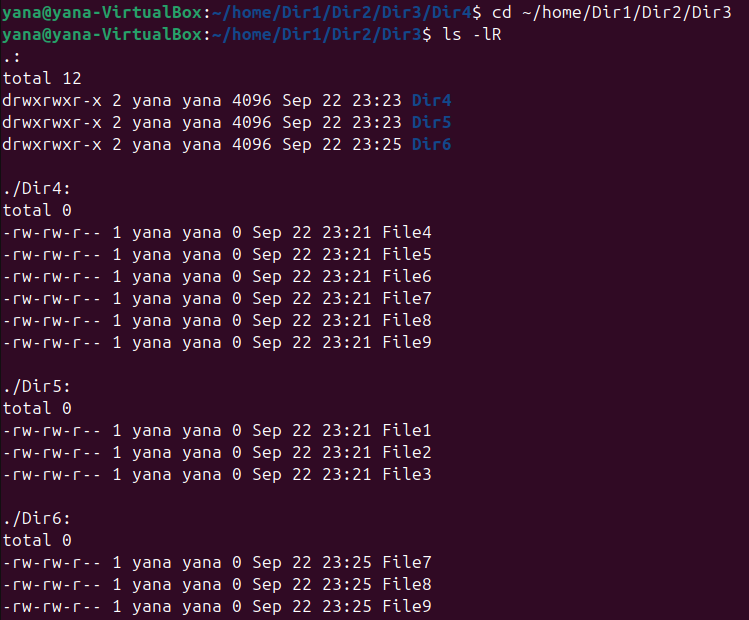 yana@yana-VirtualBox:~/home/Dir1/Dir2/Dir3/Dir4$ cd ~/home/Dir1/Dir2/Dir3
yana@yana-VirtualBox:~/home/Dir1/Dir2/Dir3$ ls -lR
.:
total 12
drwxrwxr-x 2 yana yana 4096 Sep 22 23:23 Dir4
drwxrwxr-x 2 yana yana 4096 Sep 22 23:23 Dir5
drwxrwxr-x 2 yana yana 4096 Sep 22 23:25 Dir6

./Dir4:
total 0
-rw-rw-r-- 1 yana yana 0 Sep 22 23:21 File4
-rw-rw-r-- 1 yana yana 0 Sep 22 23:21 File5
-rw-rw-r-- 1 yana yana 0 Sep 22 23:21 File6
-rw-rw-r-- 1 yana yana 0 Sep 22 23:21 File7
-rw-rw-r-- 1 yana yana 0 Sep 22 23:21 File8
-rw-rw-r-- 1 yana yana 0 Sep 22 23:21 File9

./Dir5:
total 0
-rw-rw-r-- 1 yana yana 0 Sep 22 23:21 File1
-rw-rw-r-- 1 yana yana 0 Sep 22 23:21 File2
-rw-rw-r-- 1 yana yana 0 Sep 22 23:21 File3

./Dir6:
total 0
-rw-rw-r-- 1 yana yana 0 Sep 22 23:25 File7
-rw-rw-r-- 1 yana yana 0 Sep 22 23:25 File8
-rw-rw-r-- 1 yana yana 0 Sep 22 23:25 File9